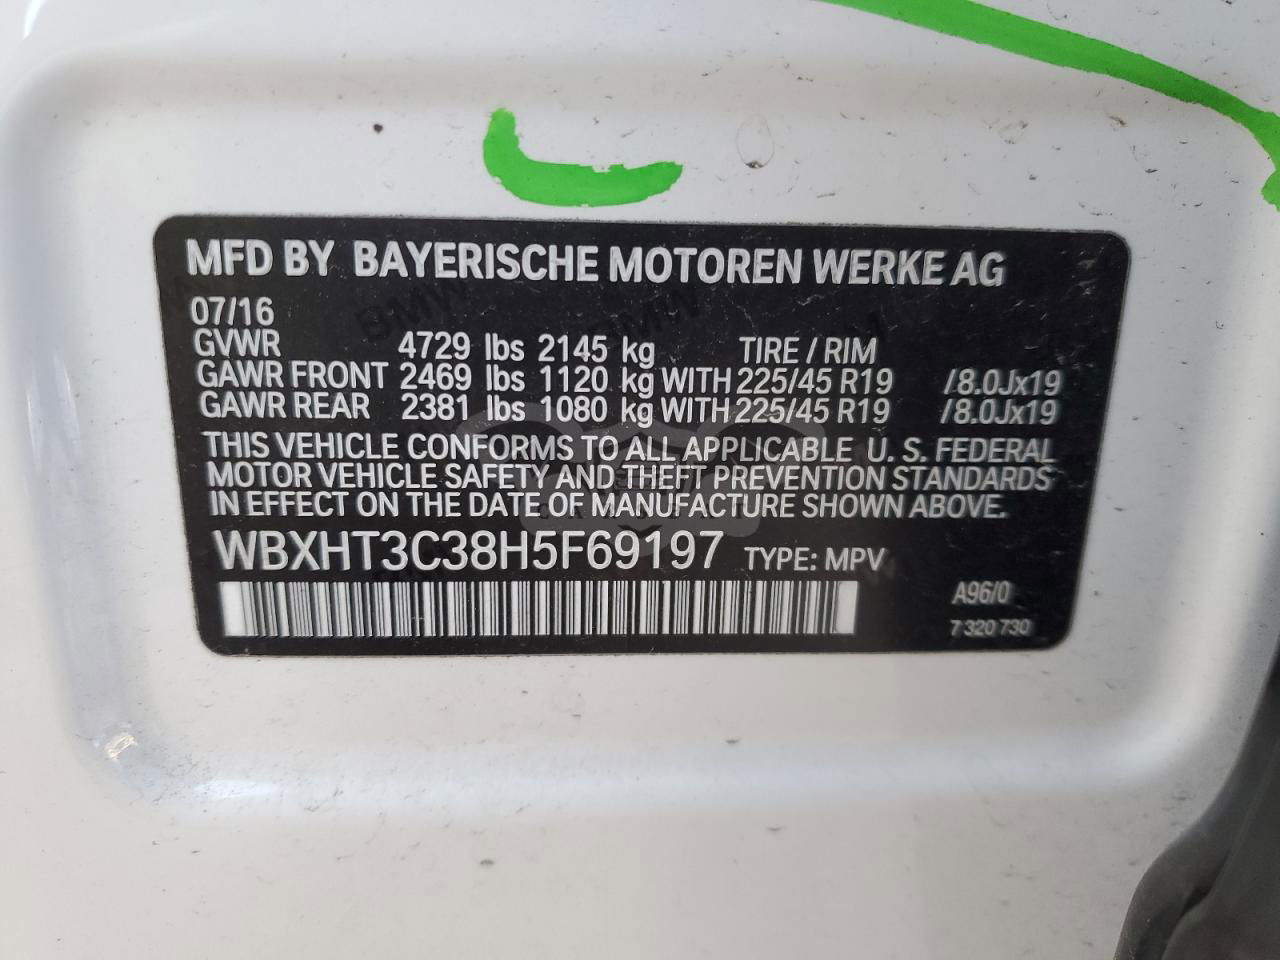 MFD BY BAYERISCHE MOTOREN WERKE AG
07/16
GVWR 4729 lbs 2145 kg TIRE / RIM
GAWR FRONT 2469 lbs 1120 kg WITH 225/45 R19 /8.0Jx19
GAWR REAR 2381 lbs 1080 kg WITH 225/45 R19 /8.0Jx19
THIS VEHICLE CONFORMS TO ALL APPLICABLE U. S. FEDERAL
MOTOR VEHICLE SAFETY AND THEFT PREVENTION STANDARDS
IN EFFECT ON THE DATE OF MANUFACTURE SHOWN ABOVE.
WBXHT3C38H5F69197 TYPE: MPV
A96/0
7 320 730